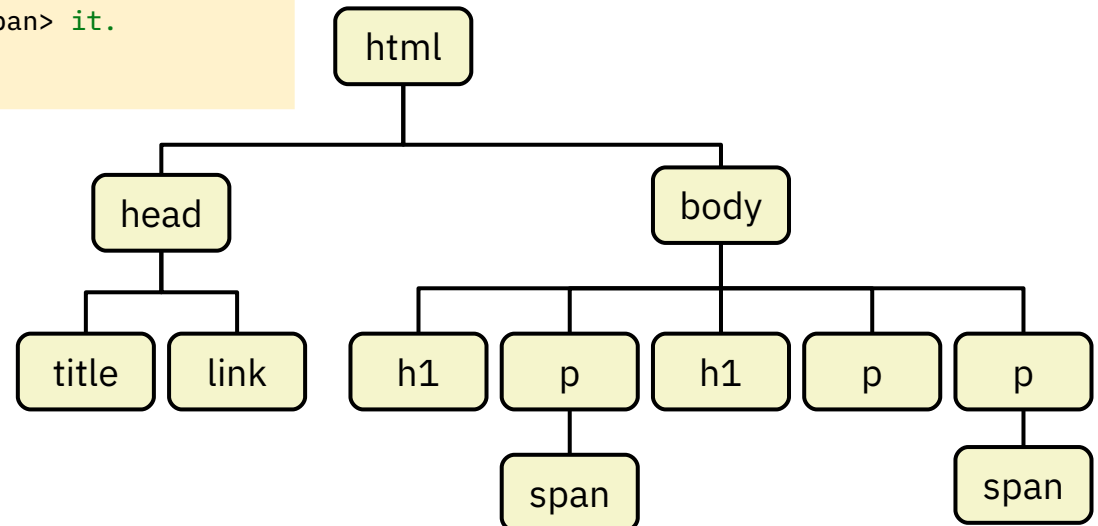 pan> it.
html
head body
title link h1 p h1 p p
span span